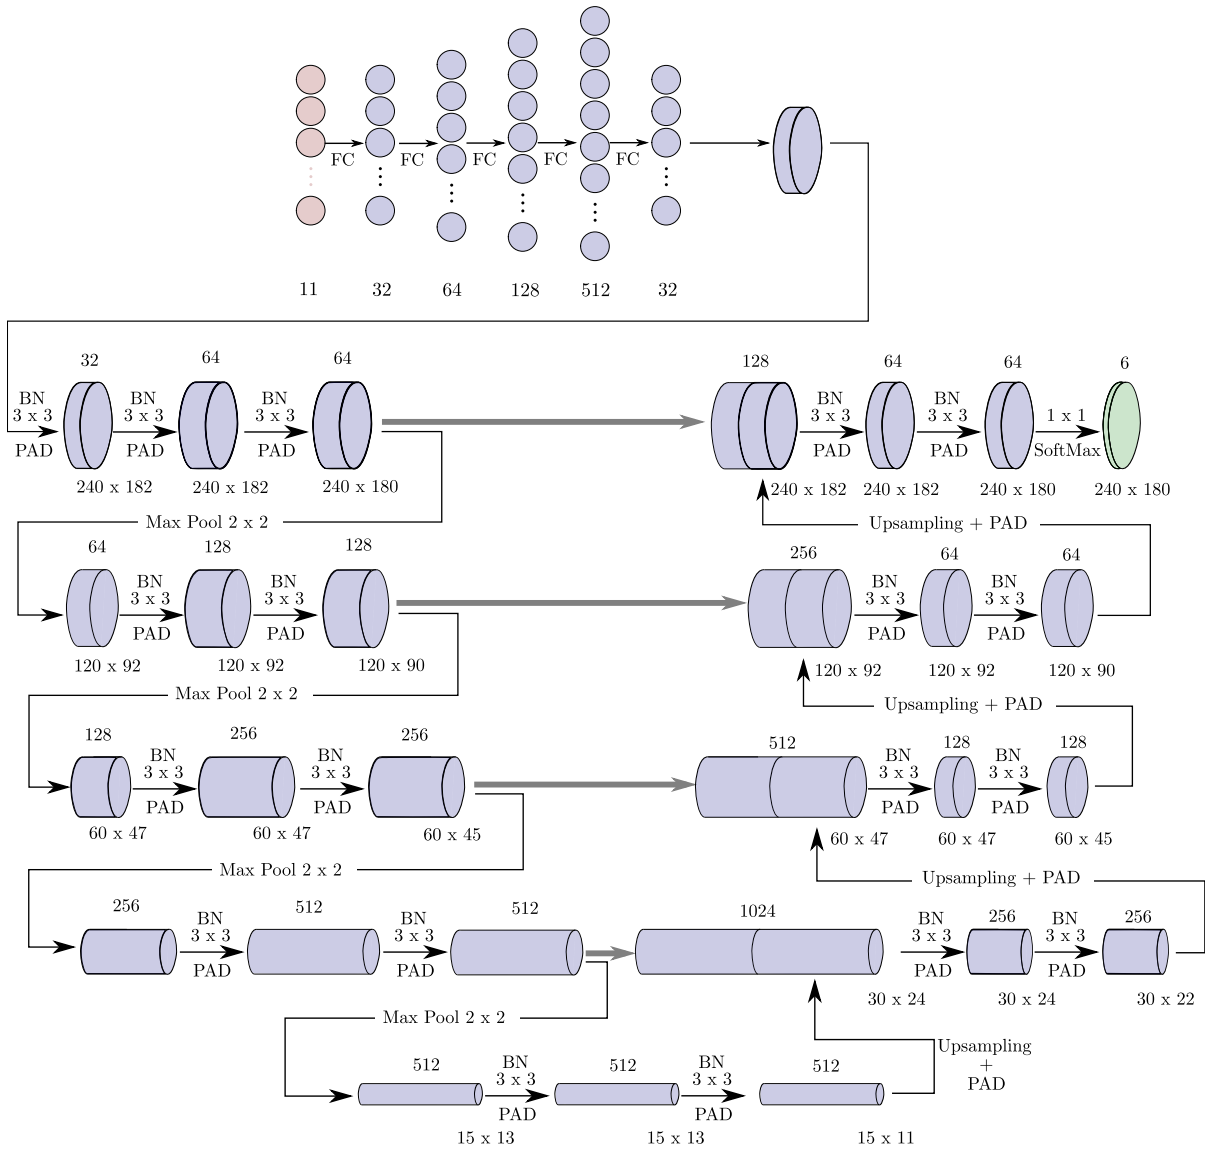 FC FC FC FC FC
11 32 64 128 512 32
32 64 64 128 64 64 6
BN BN BN BN BN
3 x 3 3 x 3 3 x 3 3 x 3 3 x 3 1 x 1
PAD PAD PAD PAD PAD SoftMax
240 x 182 240 x 182 240 x 180 240 x 182 240 x 182 240 x 180 240 x 180
Max Pool 2 x 2 Upsampling + PAD
64 128 128 256 64 64
BN BN BN BN
3 x 3 3 x 3 3 x 3 3 x 3
PAD PAD PAD PAD
120 x 92 120 x 92 120 x 90 120 x 92 120 x 92 120 x 90
Max Pool 2 x 2 Upsampling + PAD
128 256 256 512 128 128
BN BN BN BN
3 x 3 3 x 3 3 x 3 3 x 3
PAD PAD PAD PAD
60 x 47 60 x 47 60 x 45 60 x 47 60 x 47 60 x 45
Max Pool 2 x 2 Upsampling + PAD
256 512 512 1024 256 256
BN BN BN BN
3 x 3 3 x 3 3 x 3 3 x 3
PAD PAD PAD PAD
30 x 24 30 x 24 30 x 22
Max Pool 2 x 2 Upsampling
+
PAD
512 512 512
BN BN
3 x 3 3 x 3
PAD PAD
15 x 13 15 x 13 15 x 11